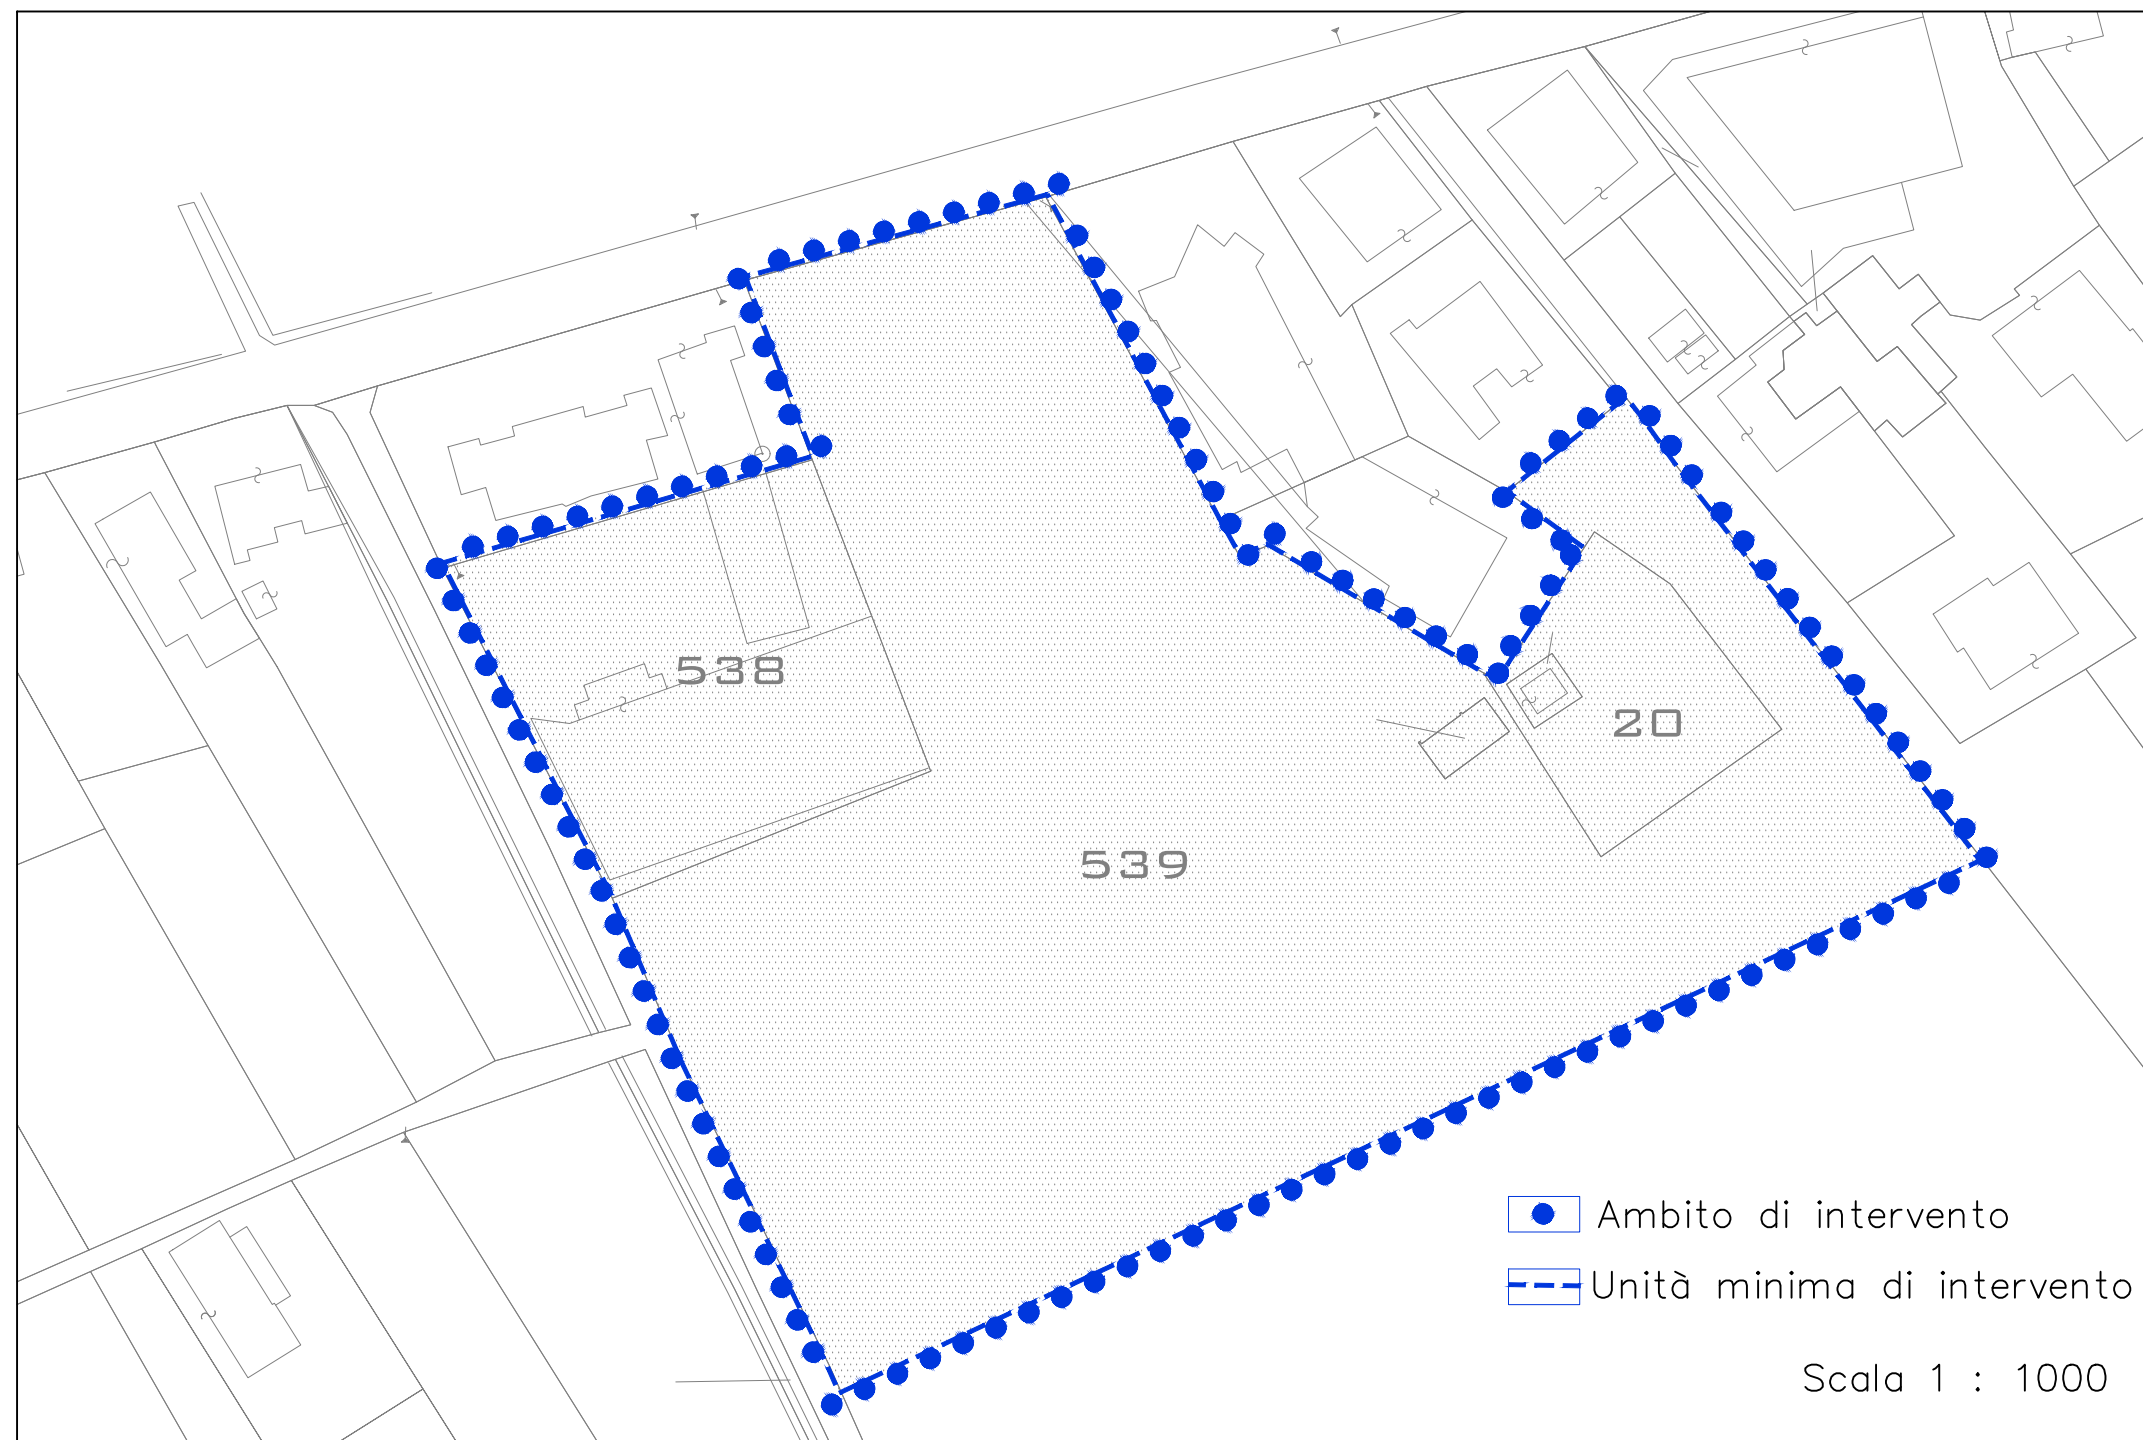 538
20
539
Ambito di intervento
Unità minima di intervento
Scala 1 : 1000